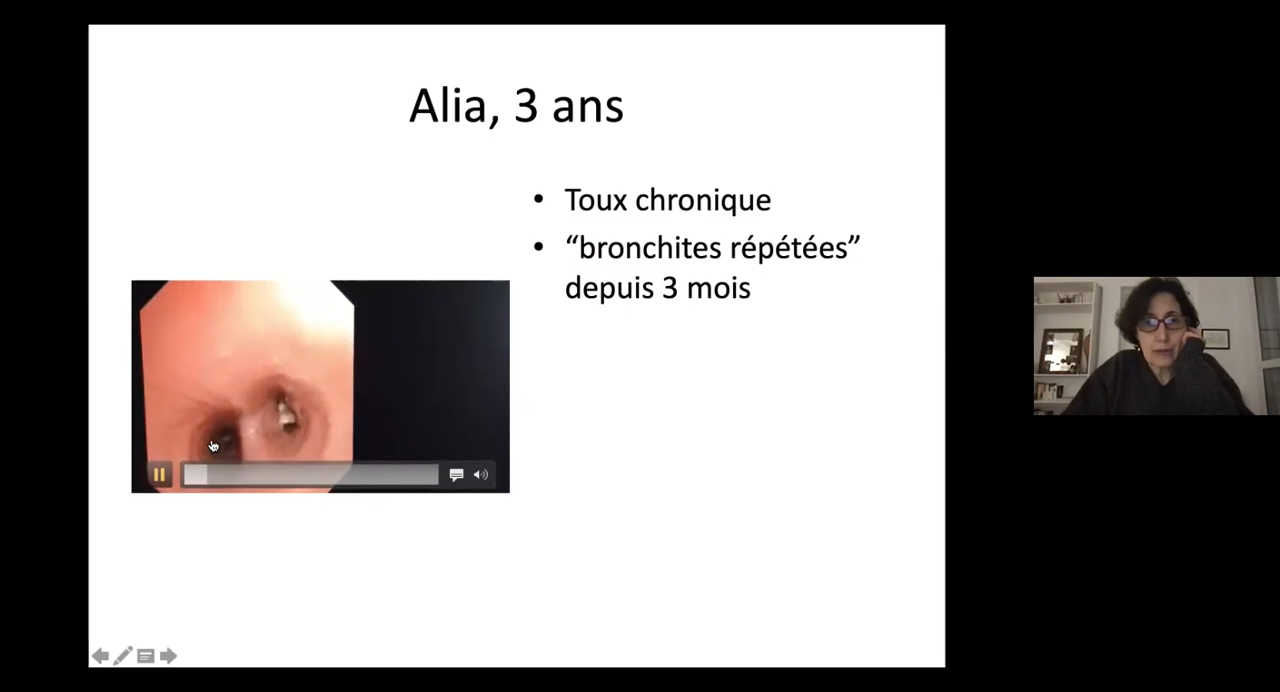 Alia, 3 ans
• Toux chronique
• “bronchites répétées”
depuis 3 mois